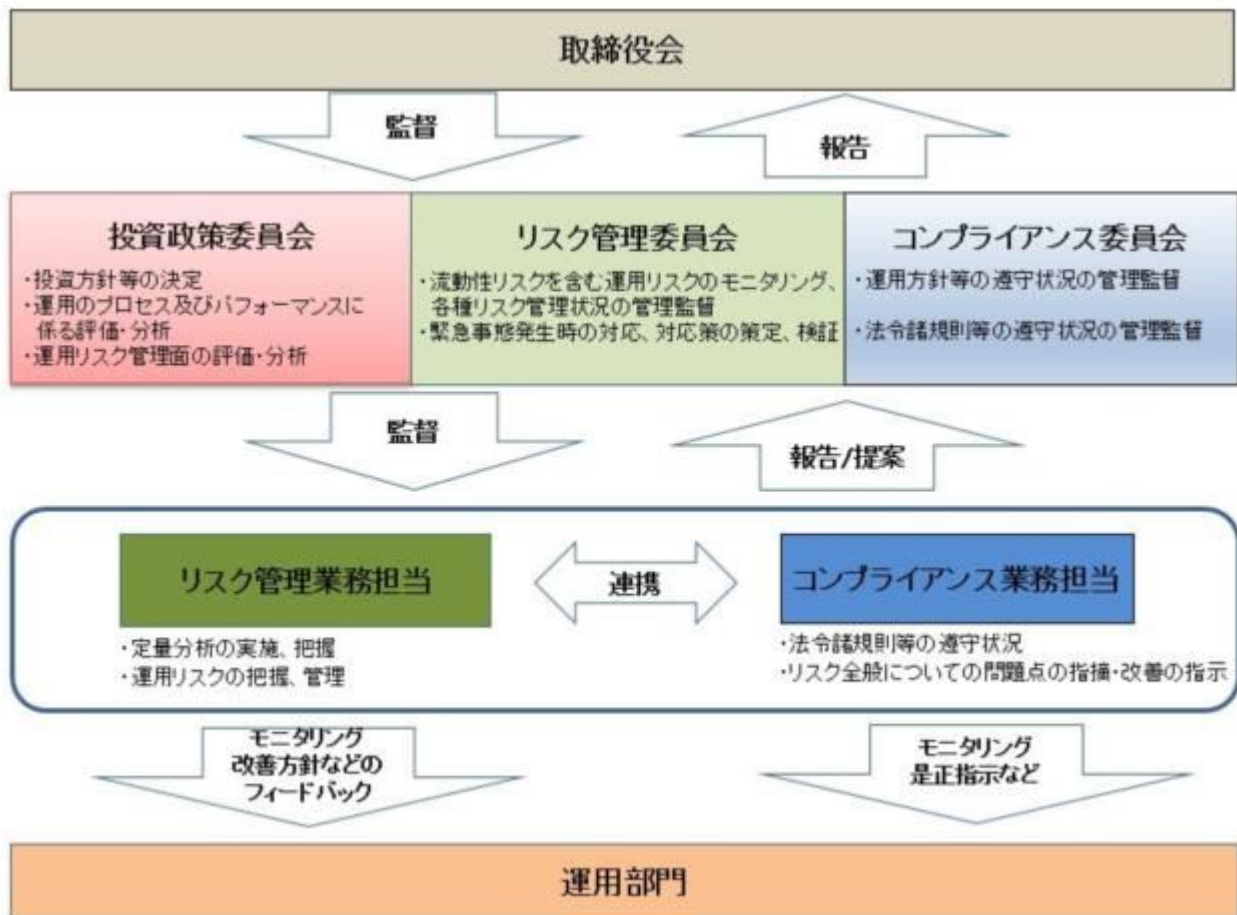 取締役会
監督
報告
投資政策委員会
・投資方針等の決定
・運用のプロセス及びパフォーマンスに
係る評価・分析
・運用リスク管理面の評価・分析
リスク管理委員会
・流動性リスクを含む運用リスクのモニタリング、
各種リスク管理状況の管理監督
・緊急事態発生時の対応、対応策の策定、検証
コンプライアンス委員会
・運用方針等の遵守状況の管理監督
・法令諸規則等の遵守状況の管理監督
監督
報告/提案
リスク管理業務担当
・定量分析の実施、把握
・運用リスクの把握、管理
連携
コンプライアンス業務担当
・法令諸規則等の遵守状況
・リスク全般についての問題点の指摘・改善の指示
モニタリング
改善方針などの
フィードバック
モニタリング
是正指示など
運用部門